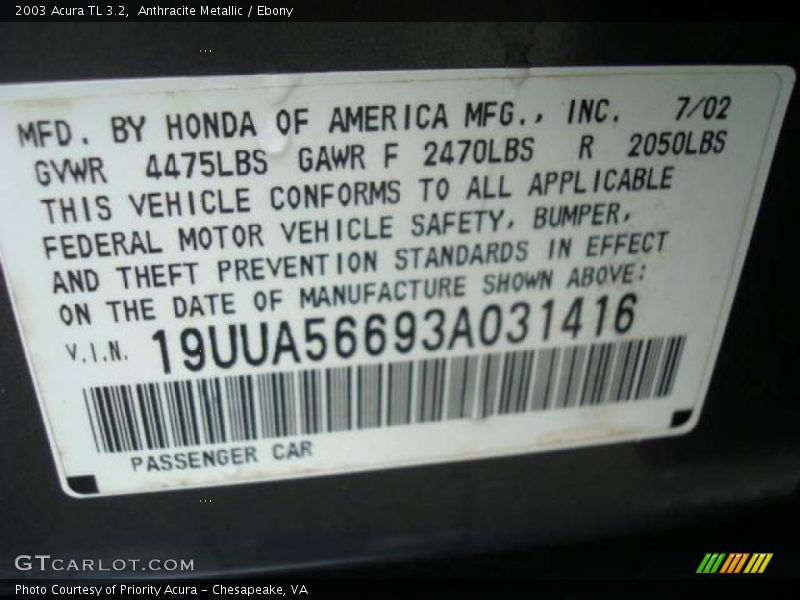 2003 Acura TL 3.2,  Anthracite Metallic / Ebony
MFD. BY HONDA OF AMERICA MFG., INC. 7/02
GVWR 4475LBS GAWR F 2470LBS R 2050LBS
THIS VEHICLE CONFORMS TO ALL APPLICABLE
FEDERAL MOTOR VEHICLE SAFETY, BUMPER,
AND THEFT PREVENTION STANDARDS IN EFFECT
ON THE DATE OF MANUFACTURE SHOWN ABOVE:
V.I.N. 19UUA56693A031416
PASSENGER CAR
GTCARLOT.COM
Photo Courtesy of Priority Acura - Chesapeake, VA